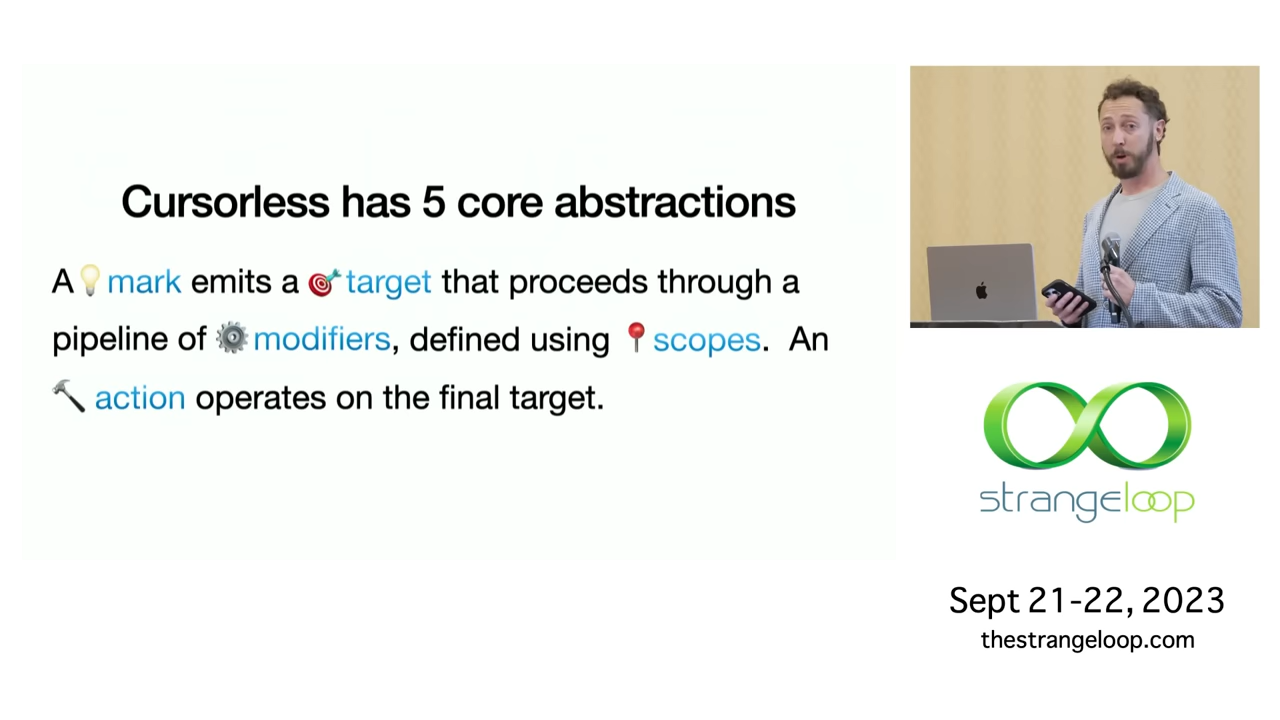 Cursorless has 5 core abstractions
A 💡 mark emits a 🎯 target that proceeds through a
pipeline of ⚙️ modifiers, defined using 📍 scopes. An
🔨 action operates on the final target.
strangeloop
Sept 21-22, 2023
thestrangeloop.com